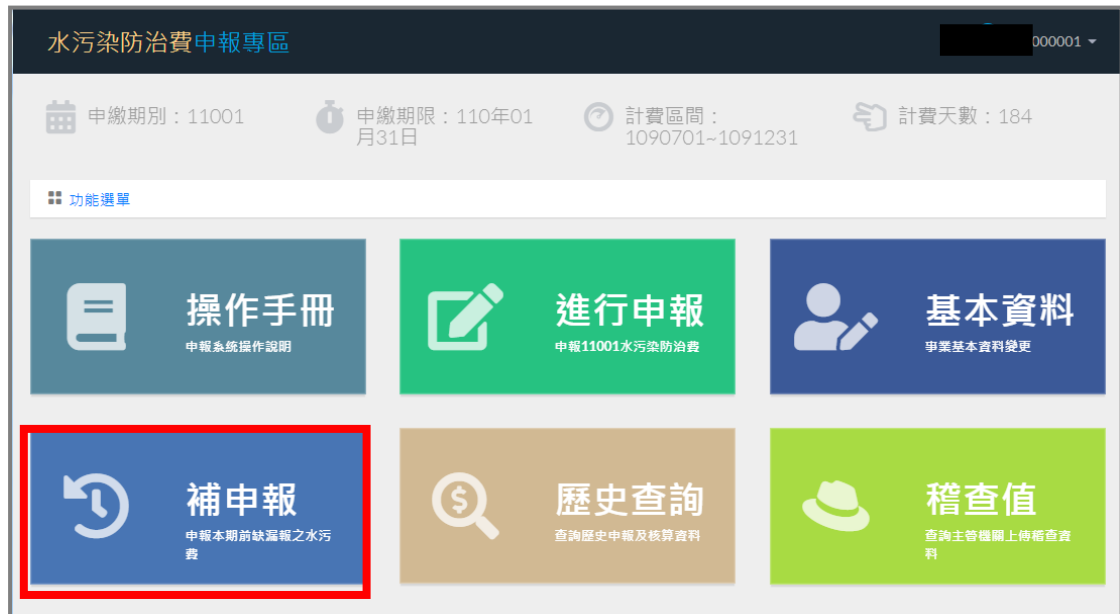 水污染防治費申報專區
000001
申繳期別：11001
申繳期限：110年01
月31日
計費區間：
1090701~1091231
計費天數：184
功能選單
操作手冊
申報系統操作說明
進行申報
申報11001水污染防治費
基本資料
事業基本資料變更
補申報
申報本期前缺漏報之水污
費
歷史查詢
查詢歷史申報及核算資料
稽查值
查詢主管機關上傳稽查資
料